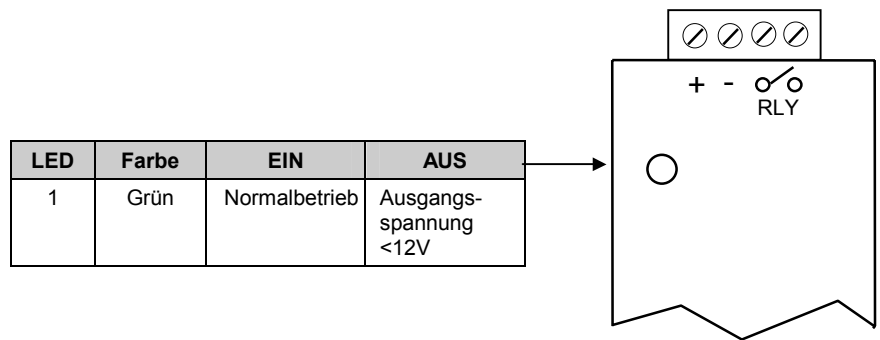 + -
RLY
LED Farbe EIN AUS
1 Grün Normalbetrieb Ausgangs-
spannung
<12V